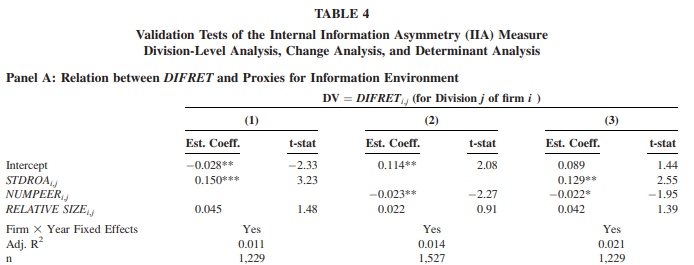 TABLE 4
Validation Tests of the Internal Information Asymmetry (IIA) Measure
Division-Level Analysis, Change Analysis, and Determinant Analysis
Panel A: Relation between DIFRET and Proxies for Information Environment
DV = DIFRETi,j (for Division j of firm i )
(1) (2) (3)
Est. Coeff. t-stat Est. Coeff. t-stat Est. Coeff. t-stat
Intercept −0.028** −2.33 0.114** 2.08 0.089 1.44
STDROAi,j 0.150*** 3.23 0.129** 2.55
NUMPEERi,j −0.023** −2.27 −0.022* −1.95
RELATIVE SIZEi,j 0.045 1.48 0.022 0.91 0.042 1.39
Firm × Year Fixed Effects Yes Yes Yes
Adj. R² 0.011 0.014 0.021
n 1,229 1,527 1,229